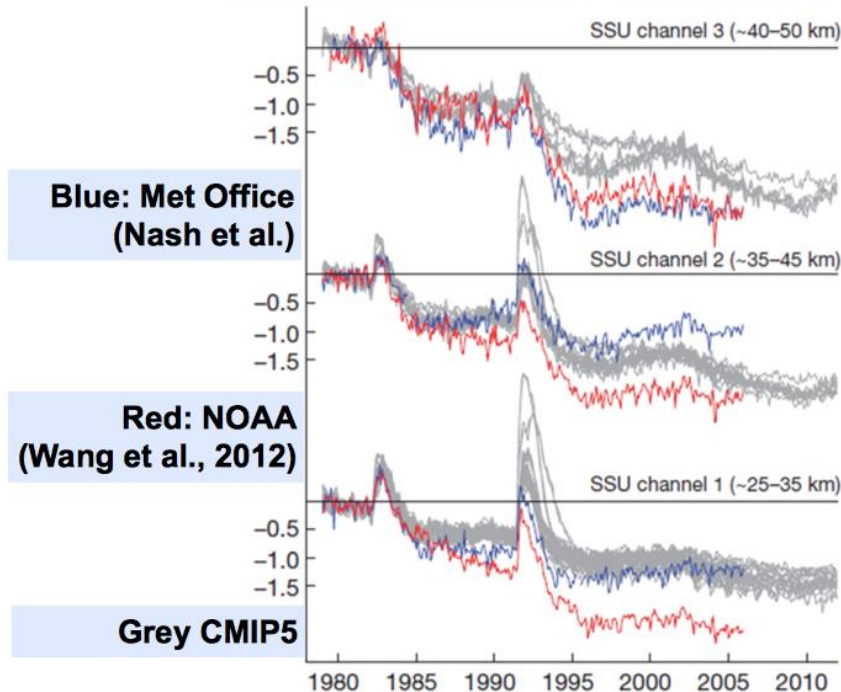 SSU channel 3 (~40–50 km)
−0.5
−1.0
−1.5
Blue: Met Office
(Nash et al.)
SSU channel 2 (~35–45 km)
−0.5
−1.0
−1.5
Red: NOAA
(Wang et al., 2012)
SSU channel 1 (~25–35 km)
−0.5
−1.0
−1.5
Grey CMIP5
1980 1985 1990 1995 2000 2005 2010